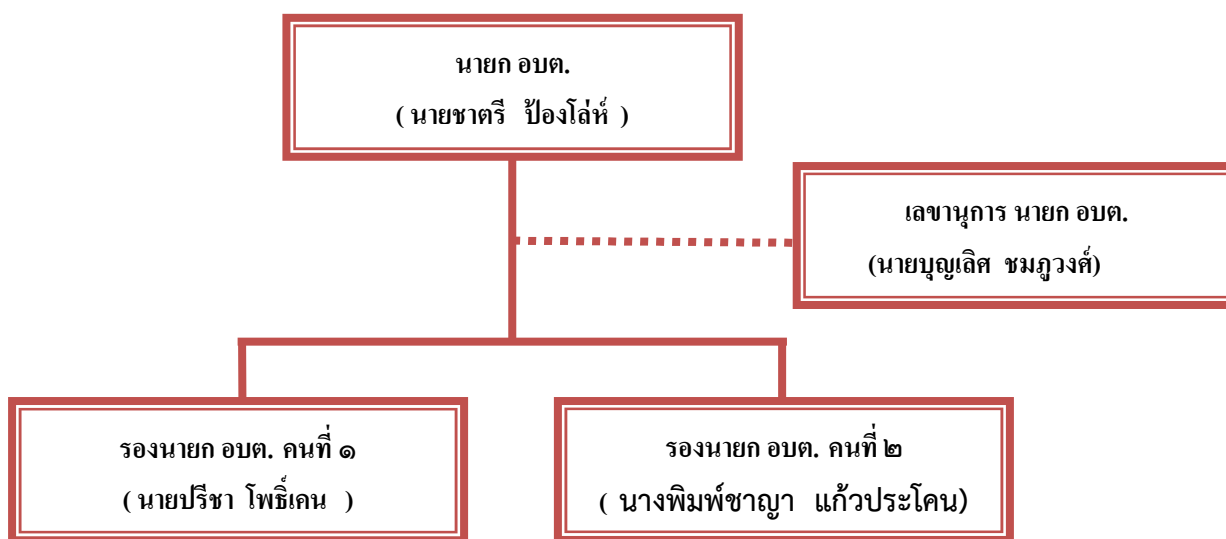 นายก อบต.
( นายชาตรี ป้องโล่ห์ )
เลขานุการ นายก อบต.
(นายบุญเลิศ ชมภูวงศ์)
รองนายก อบต. คนที่ ๑
( นายปรีชา โพธิ์เคน )
รองนายก อบต. คนที่ ๒
( นางพิมพ์ชาญา แก้วประโคน)